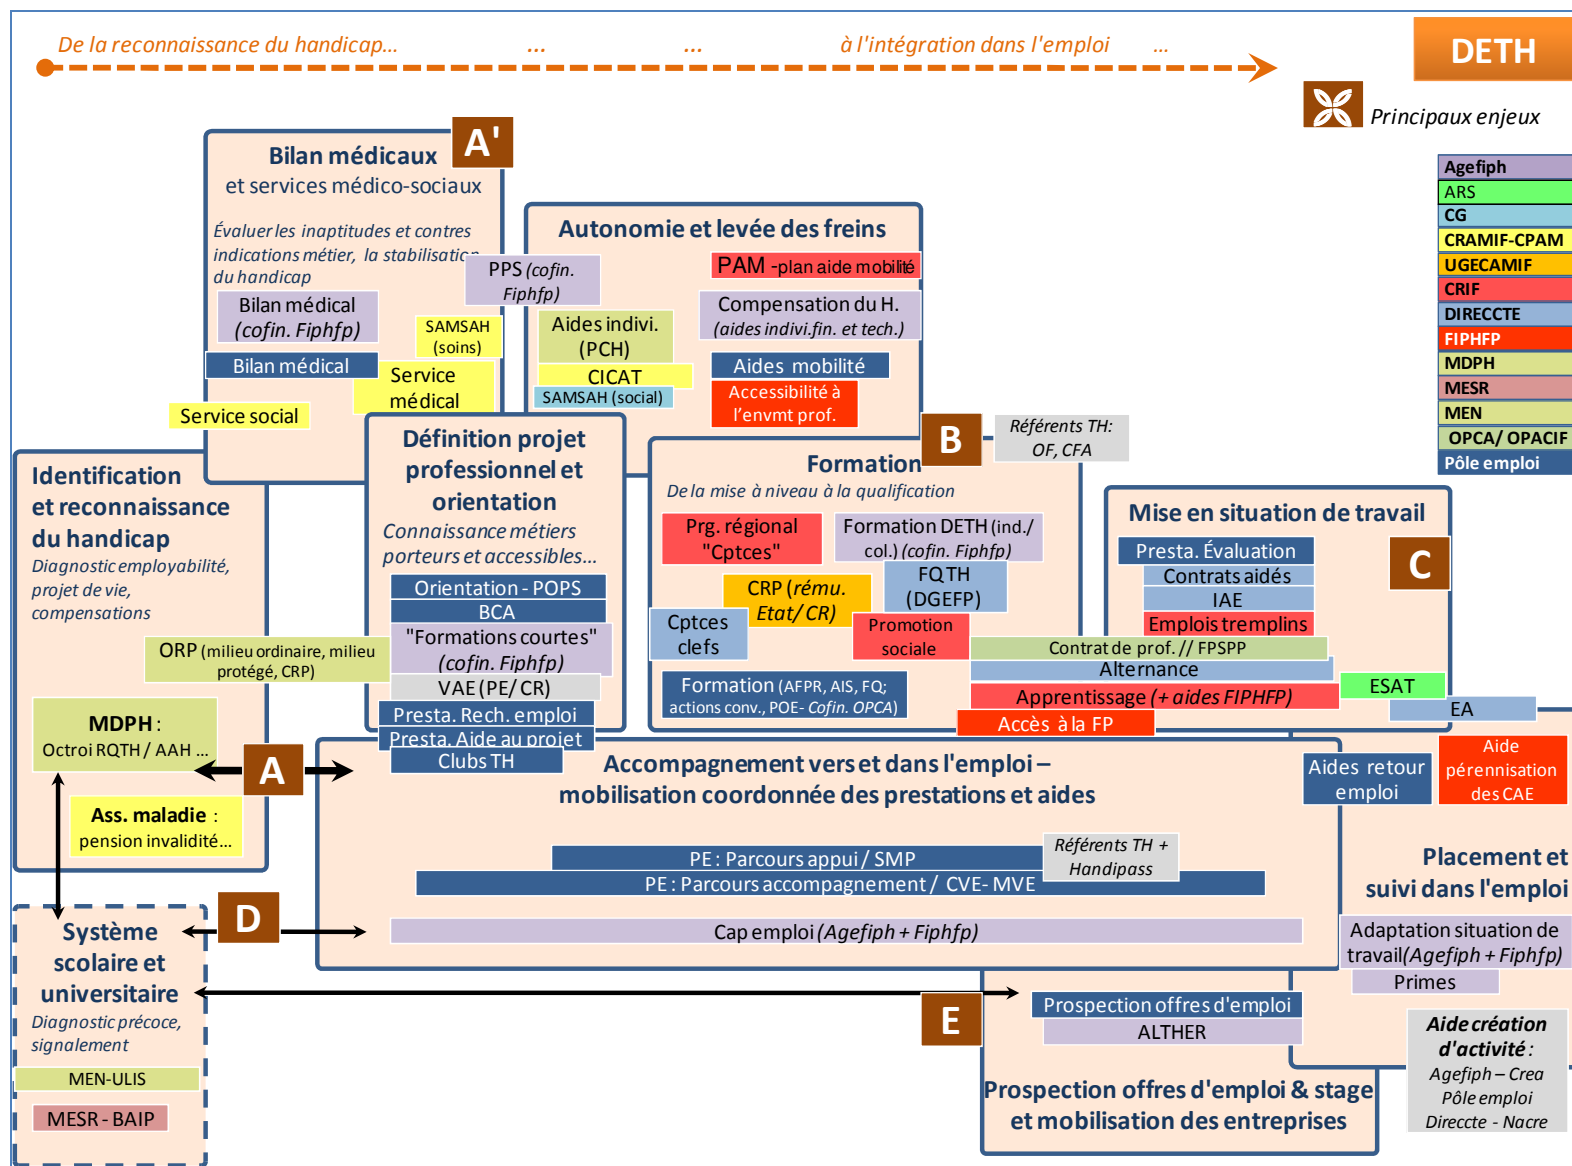 De la reconnaissance du handicap... ... ... à l'intégration dans l'emploi ...
DETH
Principaux enjeux
Agefiph
ARS
CG
CRAMIF-CPAM
UGECAMIF
CRIF
DIRECCTE
FIPHFP
MDPH
MESR
MEN
OPCA/ OPACIF
Pôle emploi
A'
Bilan médicaux
et services médico-sociaux
Évaluer les inaptitudes et contres
indications métier, la stabilisation
du handicap
Bilan médical
(cofin. Fiphfp)
Bilan médical
SAMSAH
(soins)
Service
médical
Service social
PPS (cofin.
Fiphfp)
Autonomie et levée des freins
PAM -plan aide mobilité
Compensation du H.
(aides indivi.fin. et tech.)
Aides indivi.
(PCH)
CICAT
SAMSAH (social)
Aides mobilité
Accessibilité à
l'envmt prof.
Identification
et reconnaissance
du handicap
Diagnostic employabilité,
projet de vie,
compensations
ORP (milieu ordinaire, milieu
protégé, CRP)
MDPH :
Octroi RQTH / AAH ...
Ass. maladie :
pension invalidité...
A
Définition projet
professionnel et
orientation
Connaissance métiers
porteurs et accessibles...
Orientation - POPS
BCA
"Formations courtes"
(cofin. Fiphfp)
VAE (PE/ CR)
Presta. Rech. emploi
Presta. Aide au projet
Clubs TH
B
Référents TH:
OF, CFA
Formation
De la mise à niveau à la qualification
Prg. régional
"Cptces"
Formation DETH (ind./
col.) (cofin. Fiphfp)
CRP (rému.
Etat/ CR)
FQ TH
(DGEFP)
Cptces
clefs
Promotion
sociale
Formation (AFPR, AIS, FQ;
actions conv., POE- Cofin. OPCA)
Contrat de prof. // FPSPP
Alternance
Apprentissage (+ aides FIPHFP)
Accès à la FP
Mise en situation de travail
C
Presta. Évaluation
Contrats aidés
IAE
Emplois tremplins
ESAT
EA
Accompagnement vers et dans l'emploi –
mobilisation coordonnée des prestations et aides
PE : Parcours appui / SMP
Référents TH +
Handipass
PE : Parcours accompagnement / CVE- MVE
Cap emploi (Agefiph + Fiphfp)
Aides retour
emploi
Aide
pérennisation
des CAE
Placement et
suivi dans l'emploi
Adaptation situation de
travail(Agefiph + Fiphfp)
Primes
Aide création
d'activité :
Agefiph – Crea
Pôle emploi
Direccte - Nacre
D
Système
scolaire et
universitaire
Diagnostic précoce,
signalement
MEN-ULIS
MESR - BAIP
E
Prospection offres d'emploi
ALTHER
Prospection offres d'emploi & stage
et mobilisation des entreprises